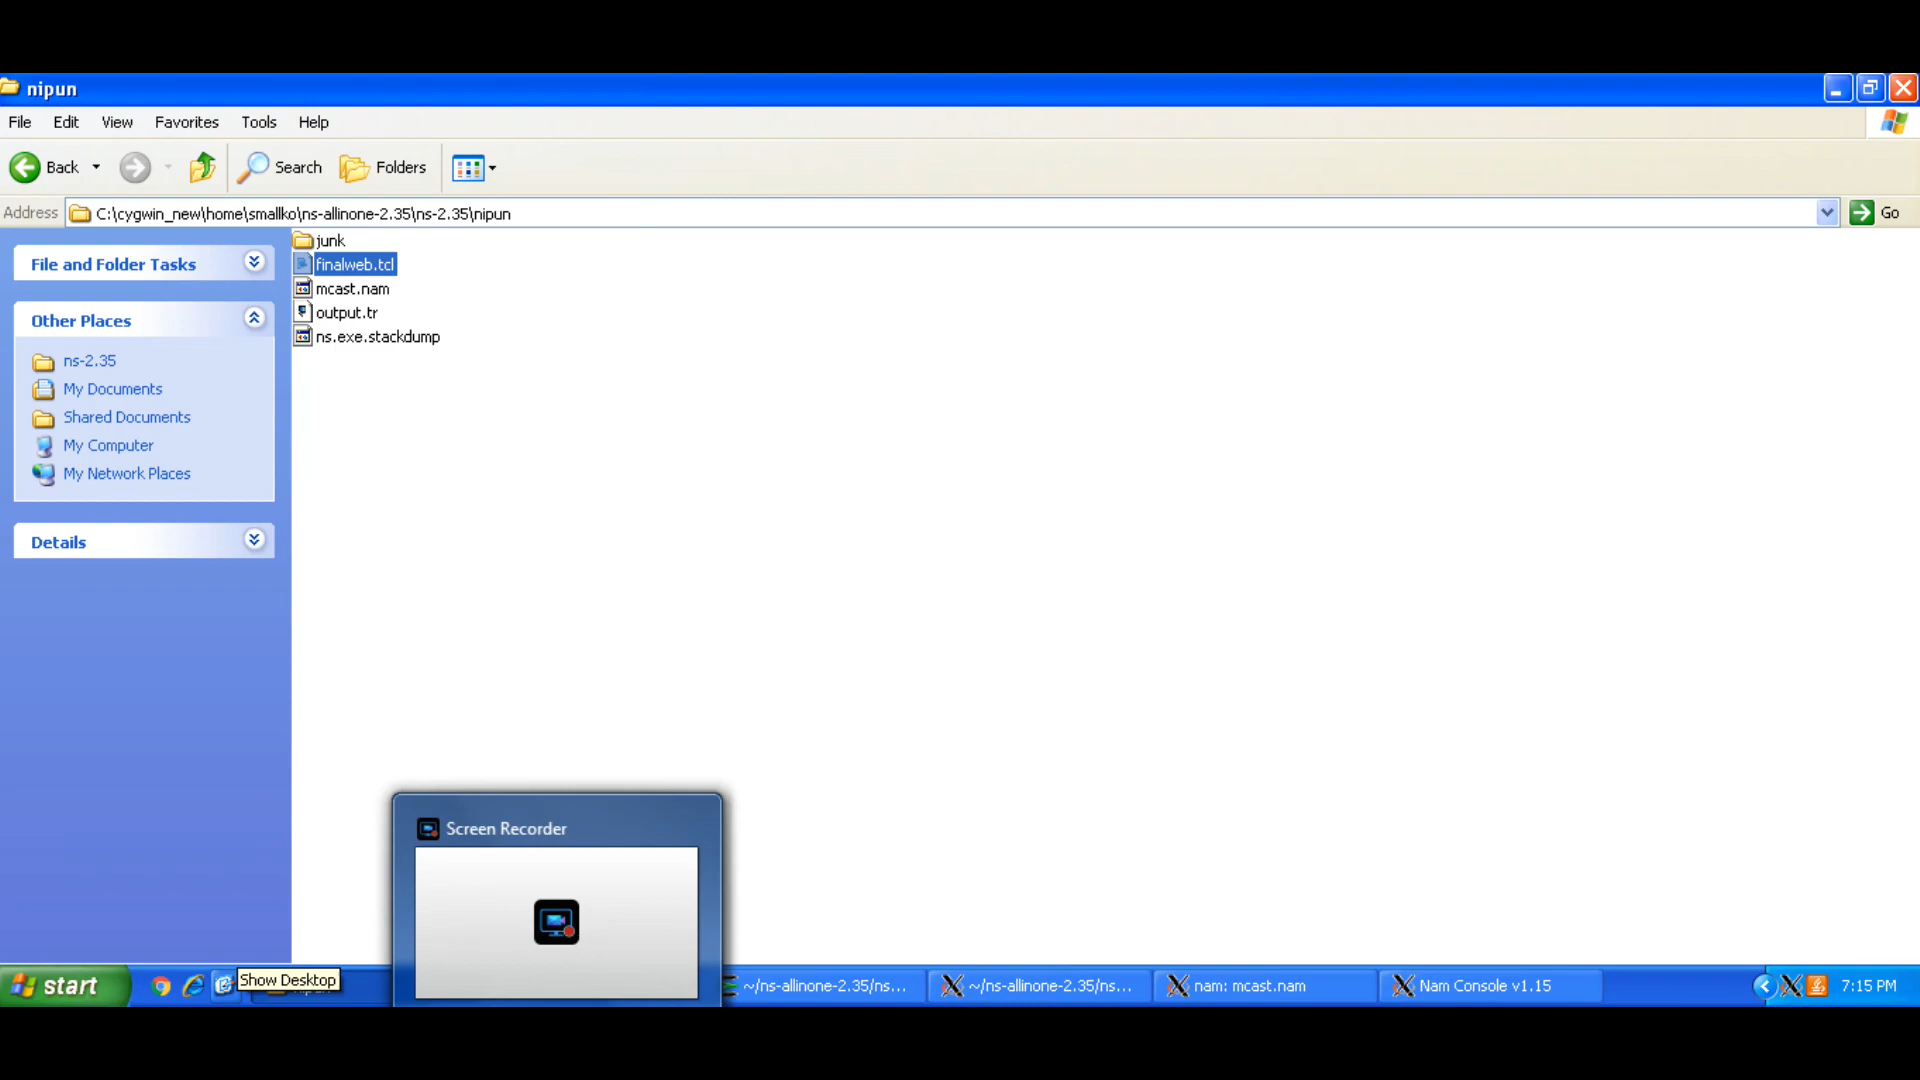 nipun
File Edit View Favorites Tools Help
Back Search Folders
Address C:\cygwin_new\home\smallko\ns-allinone-2.35\ns-2.35\nipun Go
File and Folder Tasks
Other Places
ns-2.35
My Documents
Shared Documents
My Computer
My Network Places
Details
junk
finalweb.tcl
mcast.nam
output.tr
ns.exe.stackdump
Screen Recorder
Show Desktop
start ~/ns-allinone-2.35/ns... ~/ns-allinone-2.35/ns... nam: mcast.nam Nam Console v1.15 7:15 PM